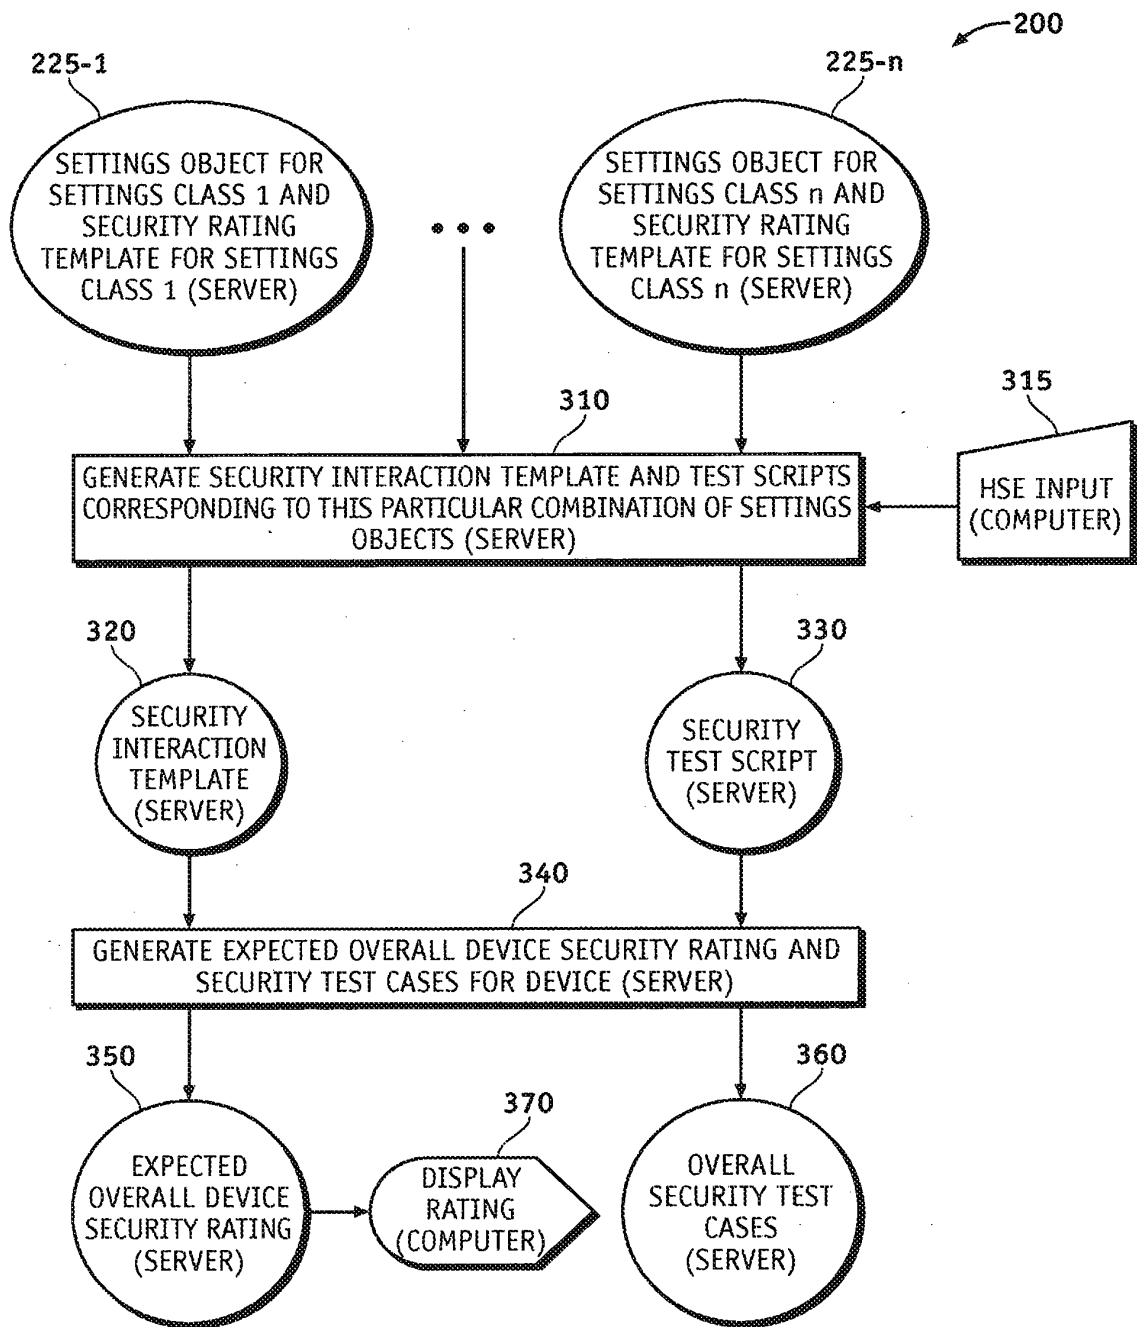 200
225-1
225-n
SETTINGS OBJECT FOR
SETTINGS CLASS 1 AND
SECURITY RATING
TEMPLATE FOR SETTINGS
CLASS 1 (SERVER)
• • •
SETTINGS OBJECT FOR
SETTINGS CLASS n AND
SECURITY RATING
TEMPLATE FOR SETTINGS
CLASS n (SERVER)
310
315
GENERATE SECURITY INTERACTION TEMPLATE AND TEST SCRIPTS
CORRESPONDING TO THIS PARTICULAR COMBINATION OF SETTINGS
OBJECTS (SERVER)
HSE INPUT
(COMPUTER)
320
330
SECURITY
INTERACTION
TEMPLATE
(SERVER)
SECURITY
TEST SCRIPT
(SERVER)
340
GENERATE EXPECTED OVERALL DEVICE SECURITY RATING AND
SECURITY TEST CASES FOR DEVICE (SERVER)
350
370
360
EXPECTED
OVERALL DEVICE
SECURITY RATING
(SERVER)
DISPLAY
RATING
(COMPUTER)
OVERALL
SECURITY TEST
CASES
(SERVER)